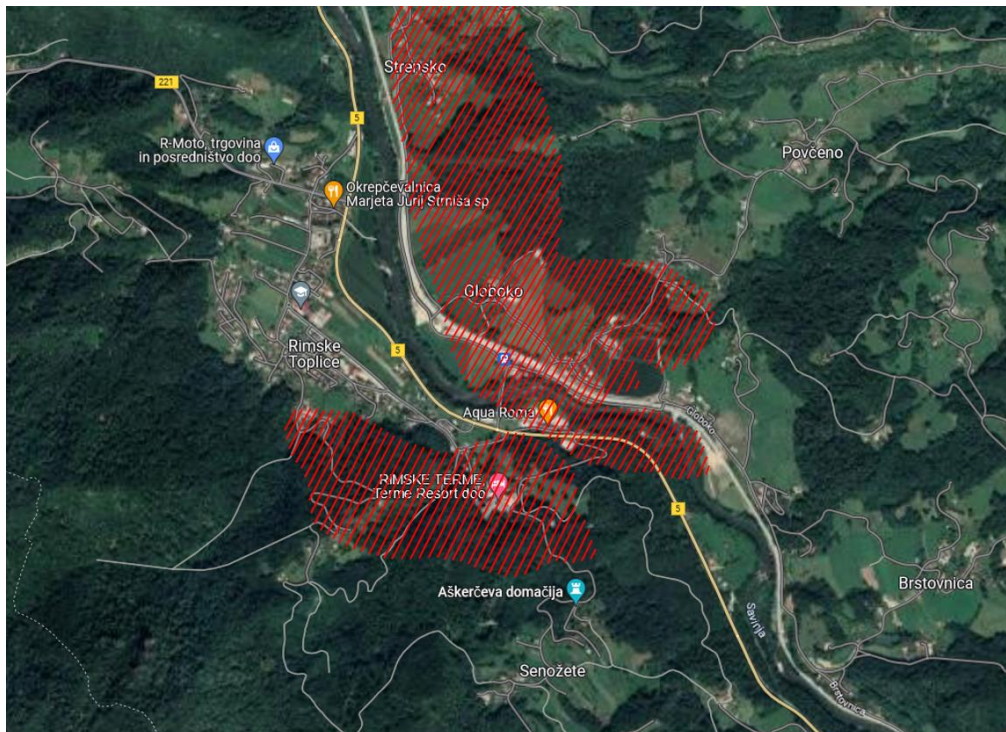 Strensko
221
5
R-Moto, trgovina
in posredništvo doo
Povčeno
Okrepčevalnica
Marjeta Jurij Strniša sp
Globoko
Rimske
Toplice
5
Aqua Roma
Globoko
RIMSKE TERME,
Terme Resort doo
5
Aškerčeva domačija
Brstovnica
Savinja
Senožete
Brstovnica